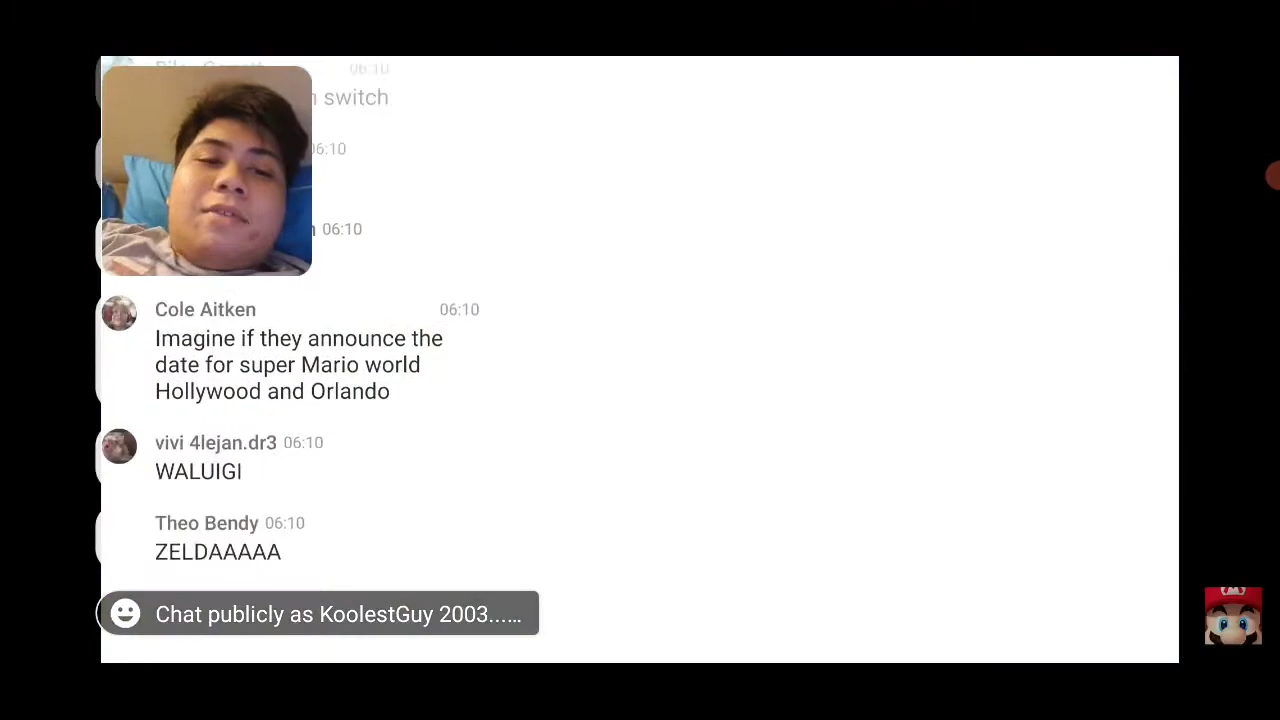 06:10
switch
06:10
06:10
Cole Aitken 06:10
Imagine if they announce the
date for super Mario world
Hollywood and Orlando
vivi 4lejan.dr3 06:10
WALUIGI
Theo Bendy 06:10
ZELDAAAAA
Chat publicly as KoolestGuy 2003......